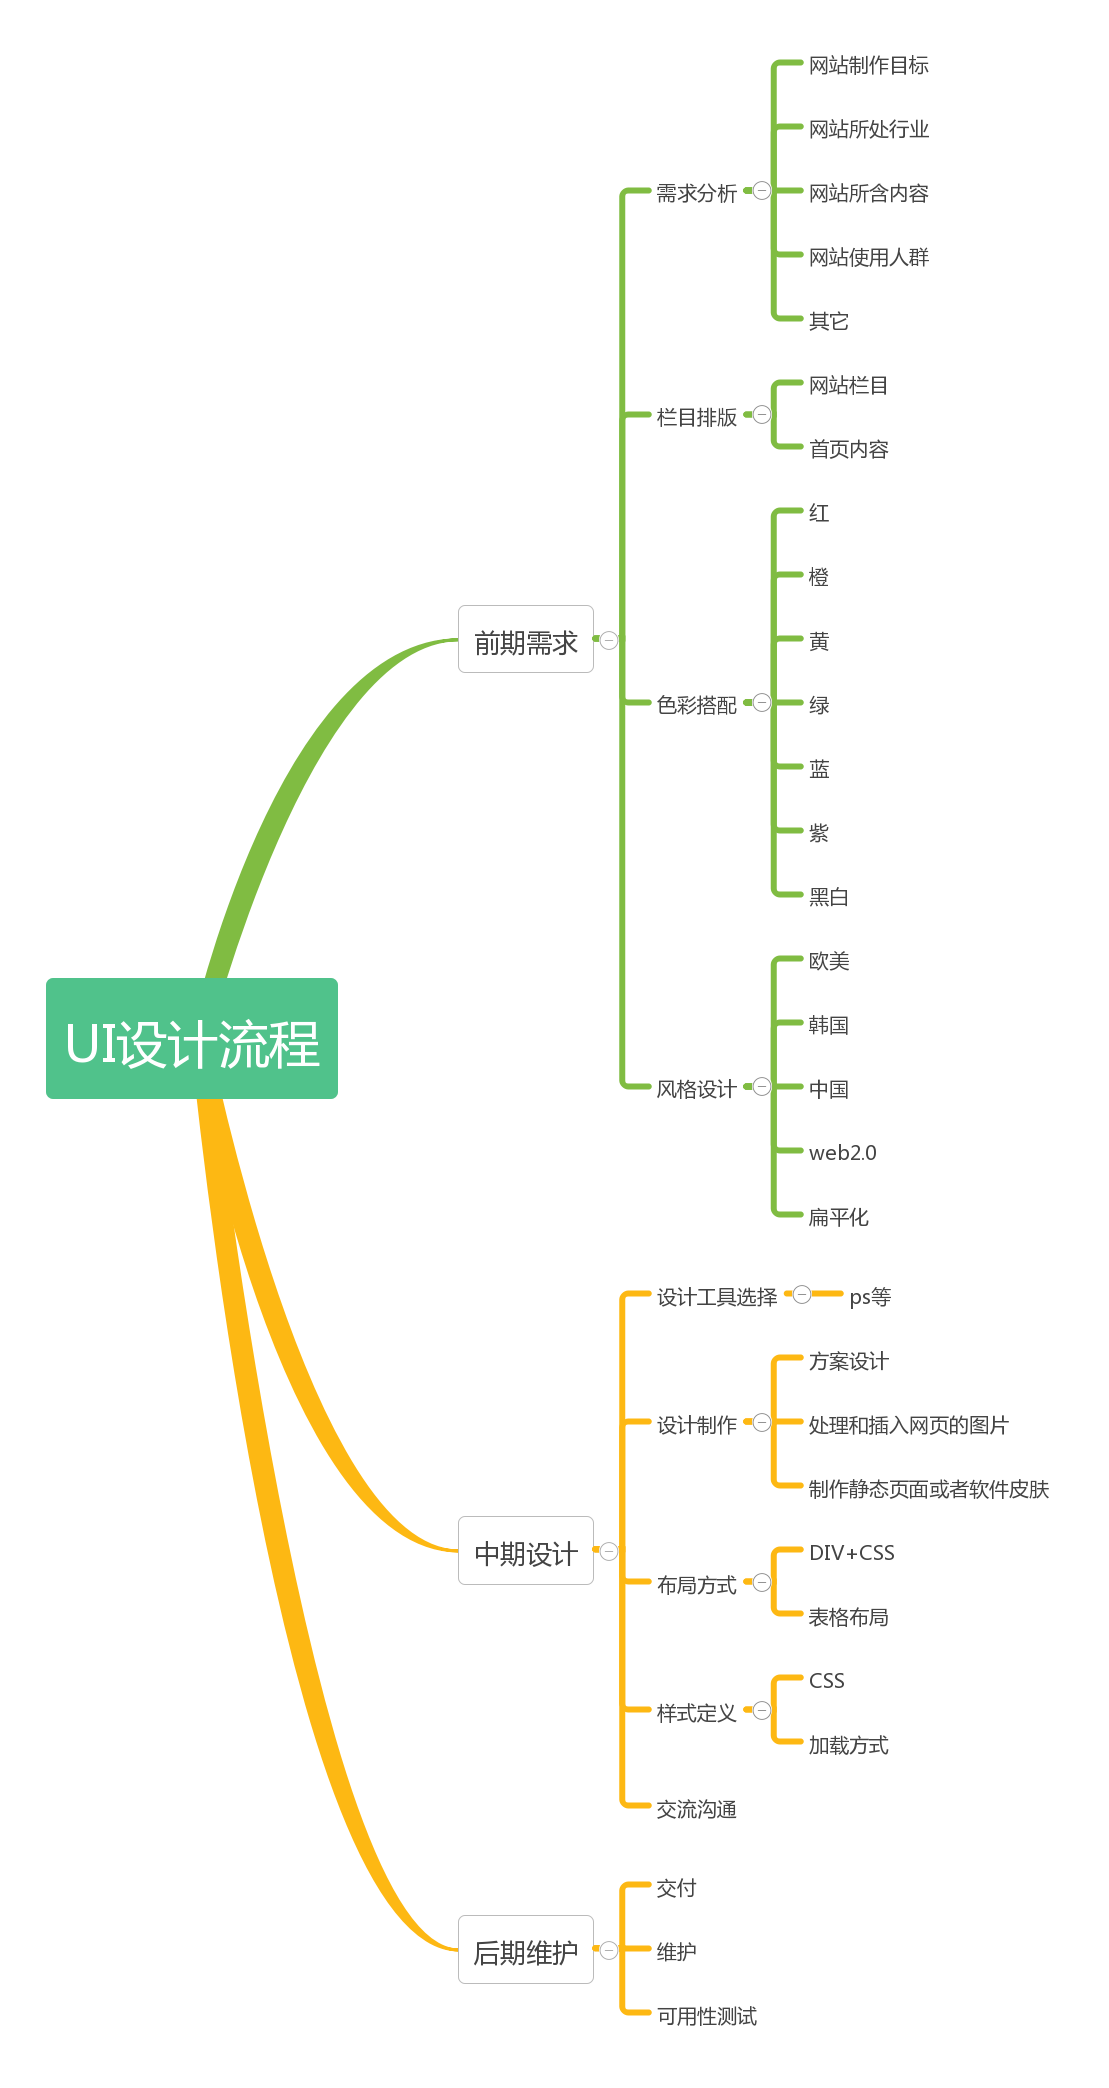 UI设计流程
前期需求
需求分析
网站制作目标
网站所处行业
网站所含内容
网站使用人群
其它
栏目排版
网站栏目
首页内容
色彩搭配
红
橙
黄
绿
蓝
紫
黑白
风格设计
欧美
韩国
中国
web2.0
扁平化
中期设计
设计工具选择
ps等
设计制作
方案设计
处理和插入网页的图片
制作静态页面或者软件皮肤
布局方式
DIV+CSS
表格布局
样式定义
CSS
加载方式
交流沟通
后期维护
交付
维护
可用性测试